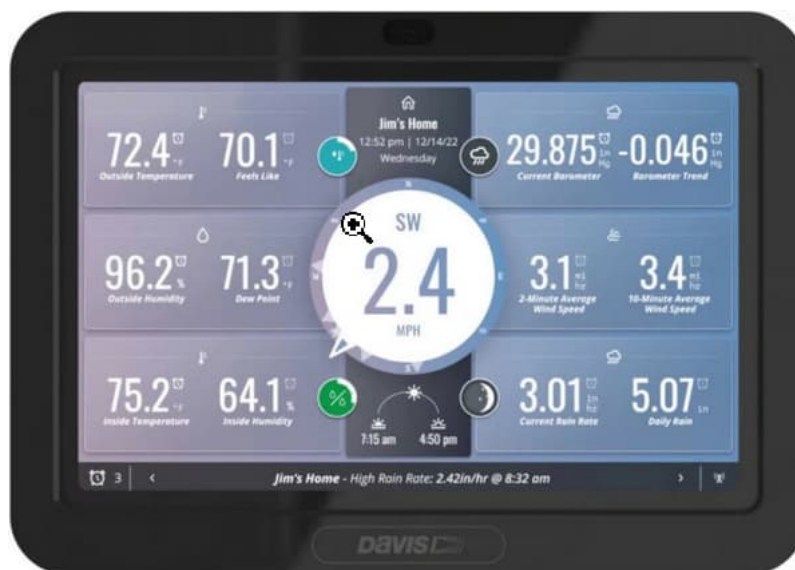 Jim's Home
12:52 pm | 12/14/22
Wednesday
72.4 °F 70.1 °F
Outside Temperature Feels Like
29.875 in Hg -0.046 in Hg
Current Barometer Barometer Trend
N
SW
2.4
MPH
E
S
96.2 % 71.3 °F
Outside Humidity Dew Point
3.1 mi hz 3.4 mi hz
2-Minute Average Wind Speed
10-Minute Average Wind Speed
75.2 °F 64.1 %
Inside Temperature Inside Humidity
7:15 am 4:50 pm
3.01 in hz 5.07 in
Current Rain Rate Daily Rain
3 < Jim's Home - High Rain Rate: 2.42in/hr @ 8:32 am >
DAVIS